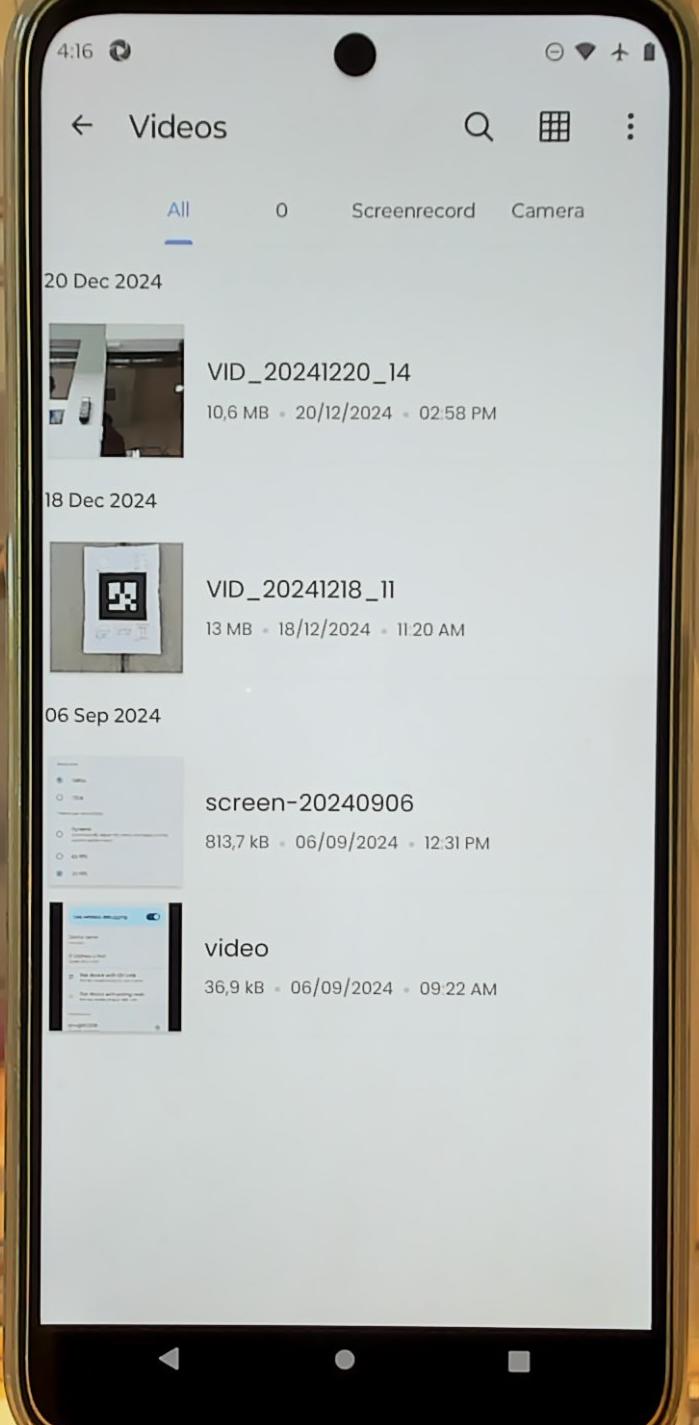 4:16
Videos
All 0 Screenrecord Camera
20 Dec 2024
VID_20241220_14
10,6 MB • 20/12/2024 • 02:58 PM
18 Dec 2024
VID_20241218_11
13 MB • 18/12/2024 • 11:20 AM
06 Sep 2024
screen-20240906
813,7 kB • 06/09/2024 • 12:31 PM
video
36,9 kB • 06/09/2024 • 09:22 AM